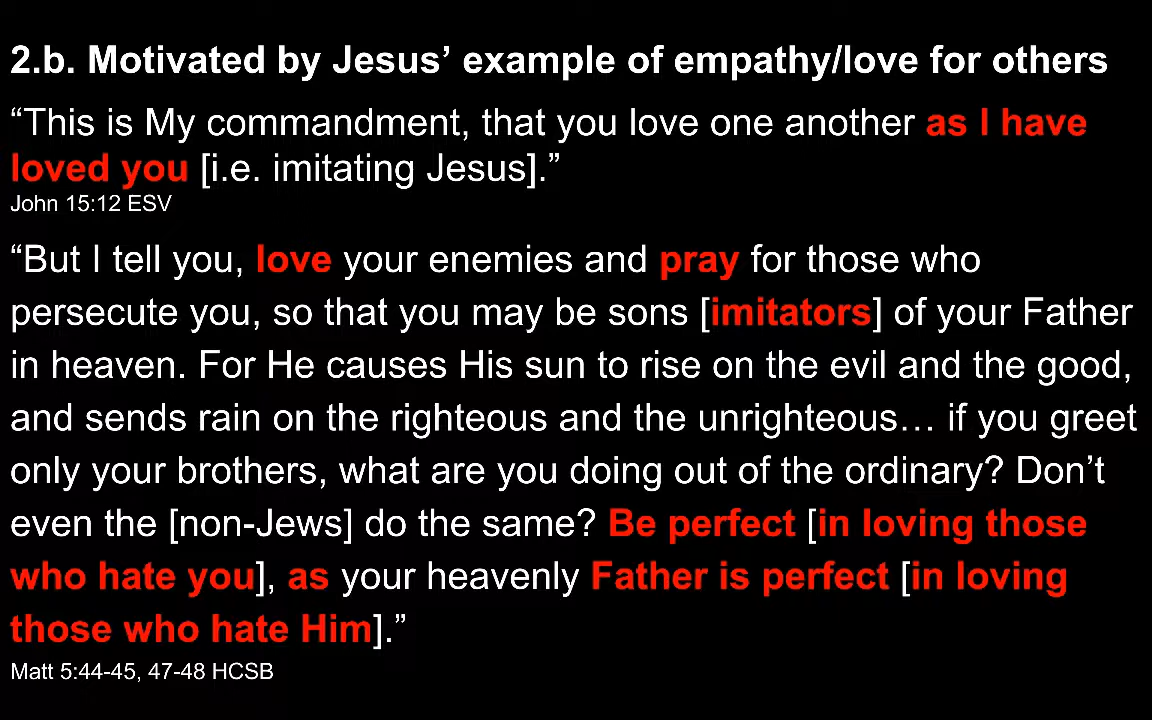 2.b. Motivated by Jesus’ example of empathy/love for others
“This is My commandment, that you love one another as I have
loved you [i.e. imitating Jesus].”
John 15:12 ESV
“But I tell you, love your enemies and pray for those who
persecute you, so that you may be sons [imitators] of your Father
in heaven. For He causes His sun to rise on the evil and the good,
and sends rain on the righteous and the unrighteous… if you greet
only your brothers, what are you doing out of the ordinary? Don’t
even the [non-Jews] do the same? Be perfect [in loving those
who hate you], as your heavenly Father is perfect [in loving
those who hate Him].”
Matt 5:44-45, 47-48 HCSB